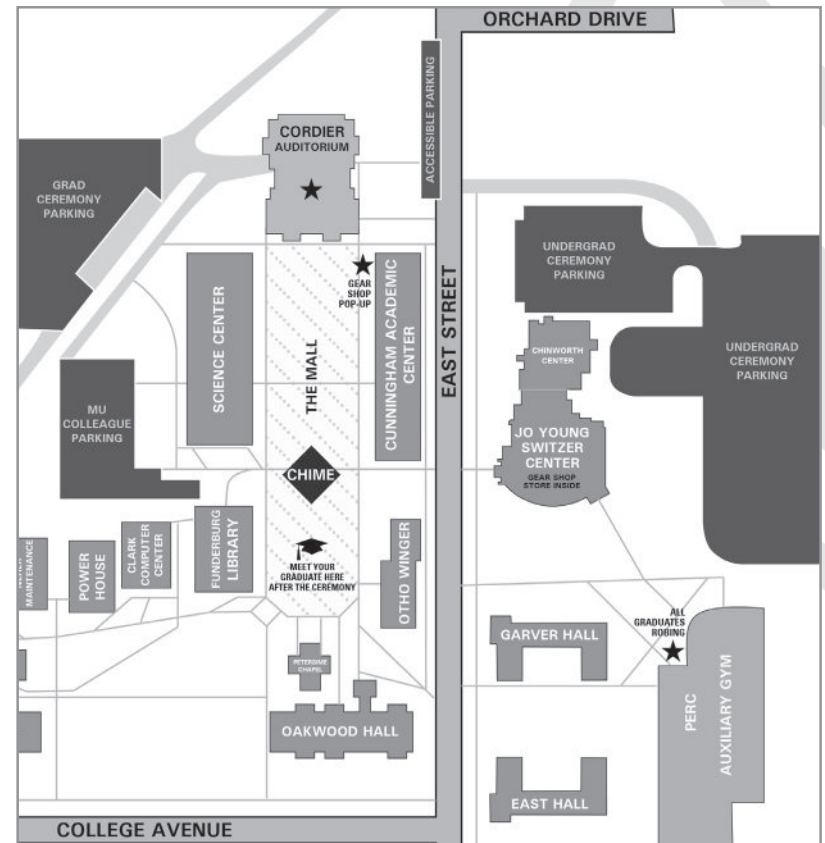 ORCHARD DRIVE
ACCESSIBLE PARKING
CORDIER
AUDITORIUM
GRAD
CEREMONY
PARKING
UNDERGRAD
CEREMONY
PARKING
GEAR
SHOP
POP-UP
SCIENCE CENTER
THE MALL
CUNNINGHAM ACADEMIC
CENTER
EAST STREET
CHINWORTH
CENTER
UNDERGRAD
CEREMONY
PARKING
MU
COLLEAGUE
PARKING
JO YOUNG
SWITZER
CENTER
GEAR SHOP
STORE INSIDE
CHIME
MAINTENANCE
POWER
HOUSE
CLARK
COMPUTER
CENTER
FUNDERBURG
LIBRARY
MEET YOUR
GRADUATE HERE
AFTER THE CEREMONY
OTHO WINGER
ALL
GRADUATES
ROBING
GARVER HALL
PETERSIME
CHAPEL
PERC
AUXILIARY GYM
OAKWOOD HALL
EAST HALL
COLLEGE AVENUE